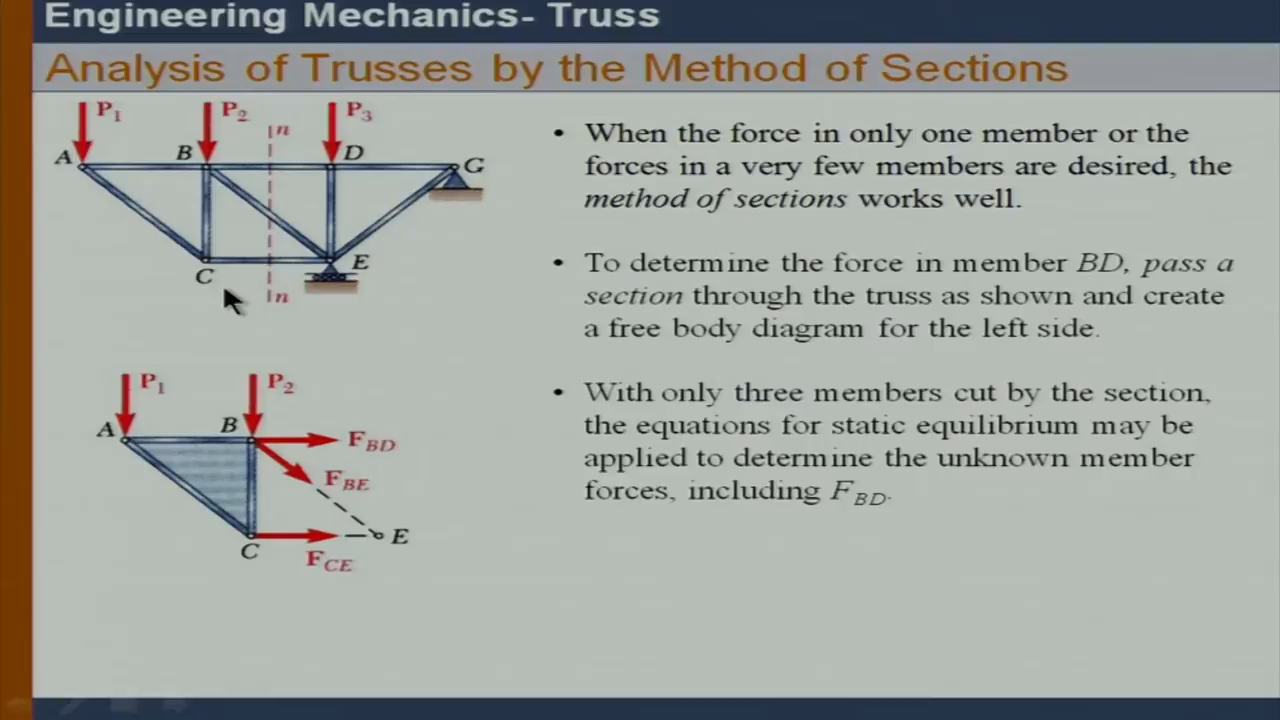 Engineering Mechanics- Truss
Analysis of Trusses by the Method of Sections
P1 P2 P3
n
A B D G
C E
n
P1 P2
A B
FBD
FBE
C E
FCE
• When the force in only one member or the
forces in a very few members are desired, the
method of sections works well.
• To determine the force in member BD, pass a
section through the truss as shown and create
a free body diagram for the left side.
• With only three members cut by the section,
the equations for static equilibrium may be
applied to determine the unknown member
forces, including FBD.